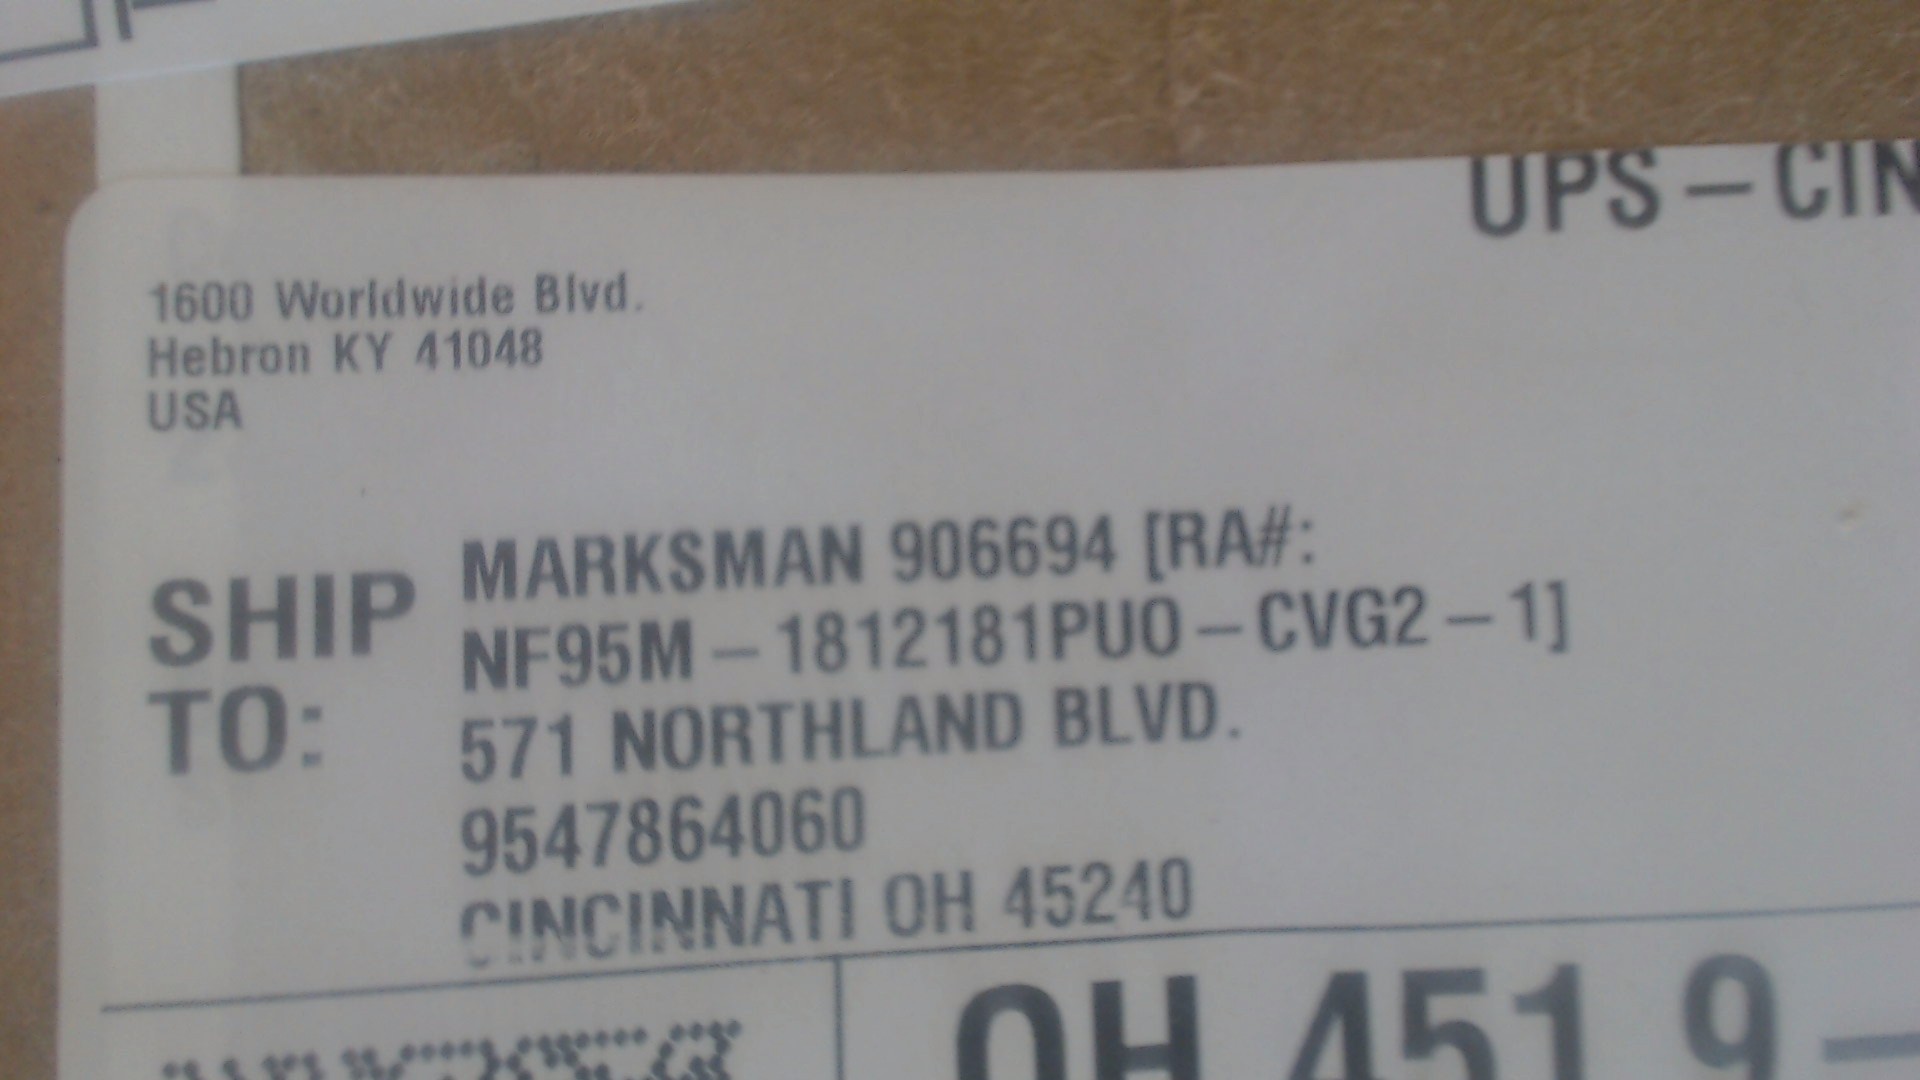 UPS – CIN
1600 Worldwide Blvd.
Hebron KY 41048
USA
SHIP TO:
MARKSMAN 906694 [RA#:
NF95M – 1812181PU0 – CVG2 – 1]
571 NORTHLAND BLVD.
9547864060
CINCINNATI OH 45240
OH 451 9 –